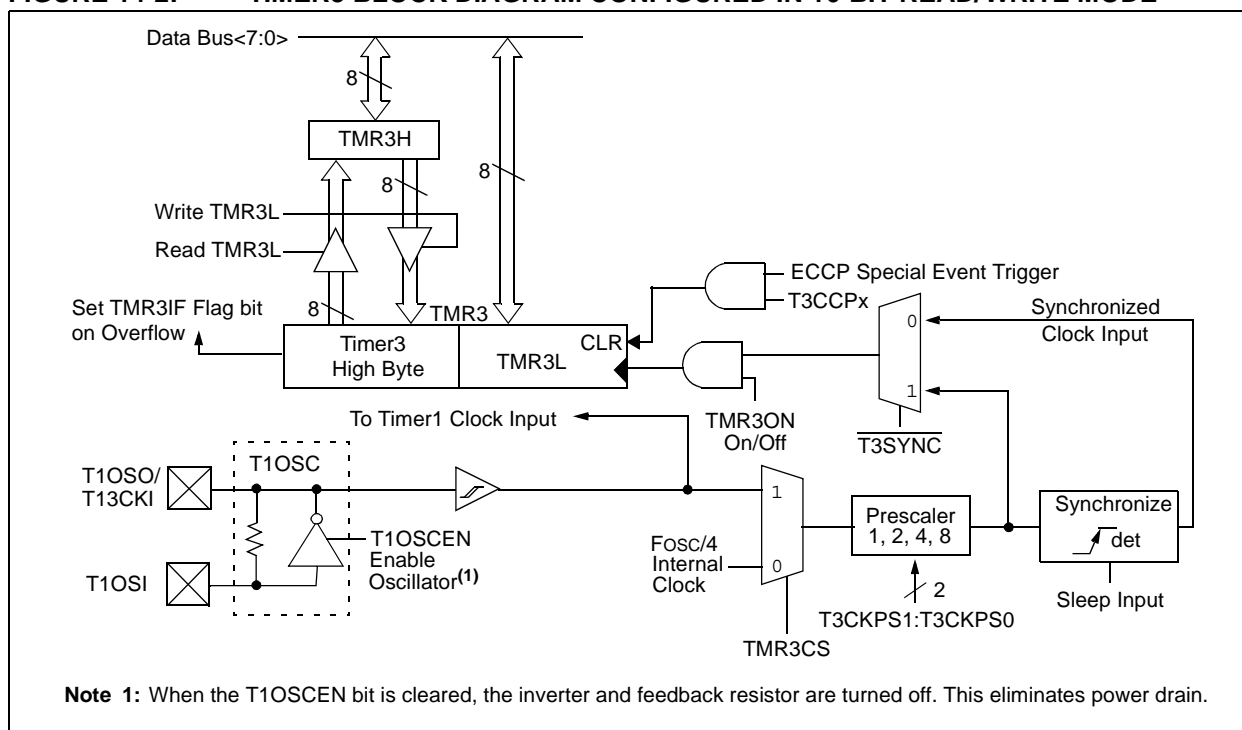 Data Bus<7:0>
8
TMR3H
8
8
Write TMR3L
Read TMR3L
8
TMR3
Set TMR3IF Flag bit
on Overflow
Timer3
High Byte
TMR3L
CLR
ECCP Special Event Trigger
T3CCPx
Synchronized
Clock Input
0
1
TMR3ON
On/Off
T3SYNC
To Timer1 Clock Input
T1OSC
T1OSO/
T13CKI
T1OSI
T1OSCEN
Enable
Oscillator(1)
FOSC/4
Internal
Clock
1
0
TMR3CS
Prescaler
1, 2, 4, 8
2
T3CKPS1:T3CKPS0
Synchronize
det
Sleep Input
Note 1: When the T1OSCEN bit is cleared, the inverter and feedback resistor are turned off. This eliminates power drain.